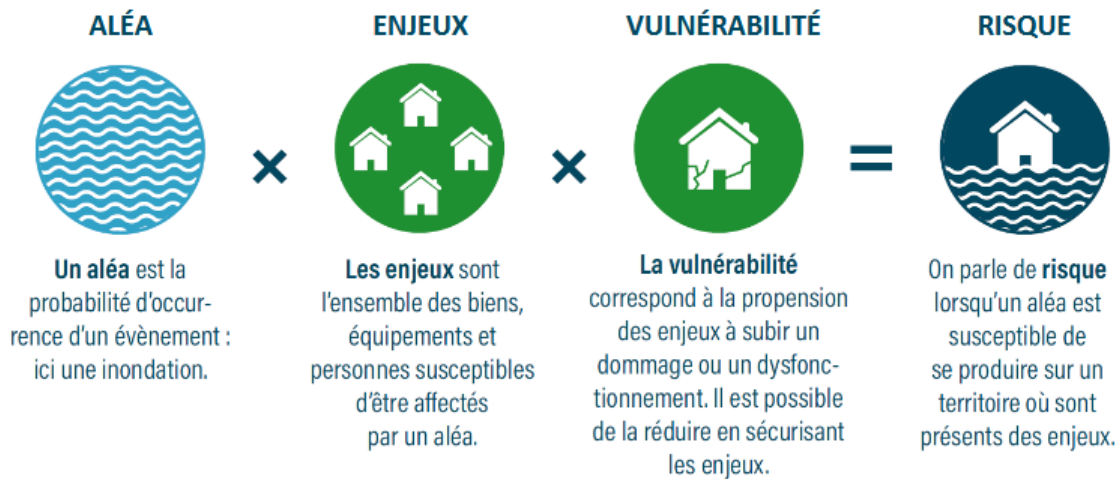 ALÉA
ENJEUX
VULNÉRABILITÉ
RISQUE
×
×
=
Un aléa est la
probabilité d'occur-
rence d'un évènement :
ici une inondation.
Les enjeux sont
l'ensemble des biens,
équipements et
personnes susceptibles
d'être affectés
par un aléa.
La vulnérabilité
correspond à la propension
des enjeux à subir un
dommage ou un dysfonc-
tionnement. Il est possible
de la réduire en sécurisant
les enjeux.
On parle de risque
lorsqu'un aléa est
susceptible de
se produire sur un
territoire où sont
présents des enjeux.